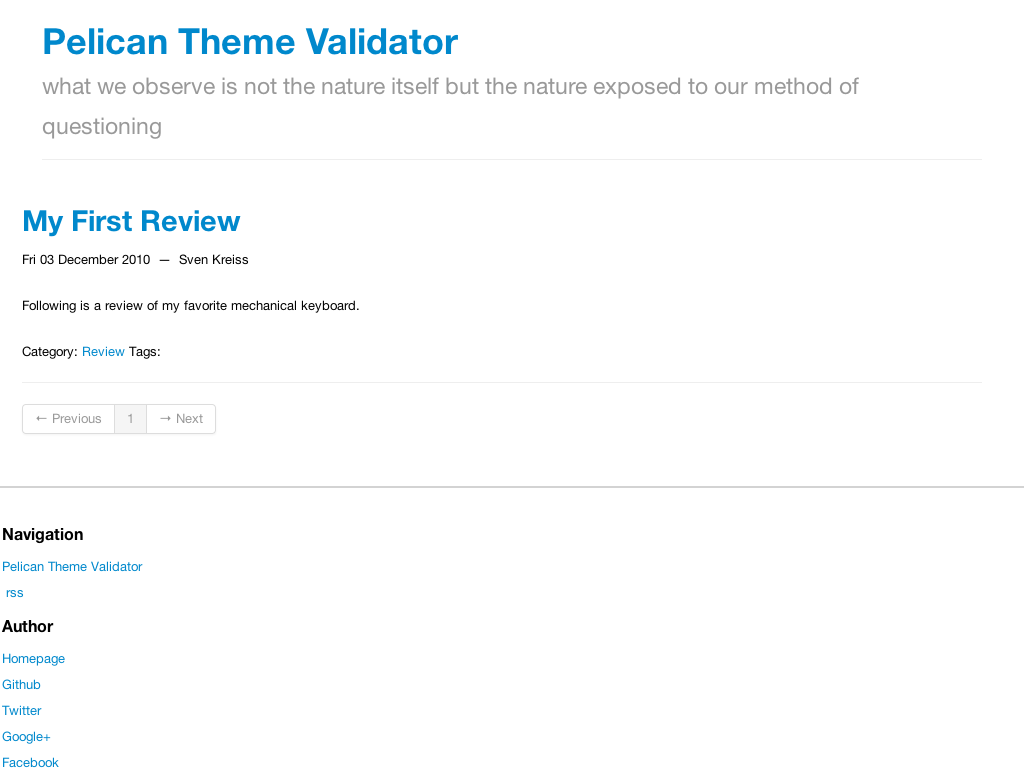 Pelican Theme Validator
what we observe is not the nature itself but the nature exposed to our method of
questioning
My First Review
Fri 03 December 2010 — Sven Kreiss
Following is a review of my favorite mechanical keyboard.
Category: Review Tags:
← Previous 1 → Next
Navigation
Pelican Theme Validator
rss
Author
Homepage
Github
Twitter
Google+
Facebook